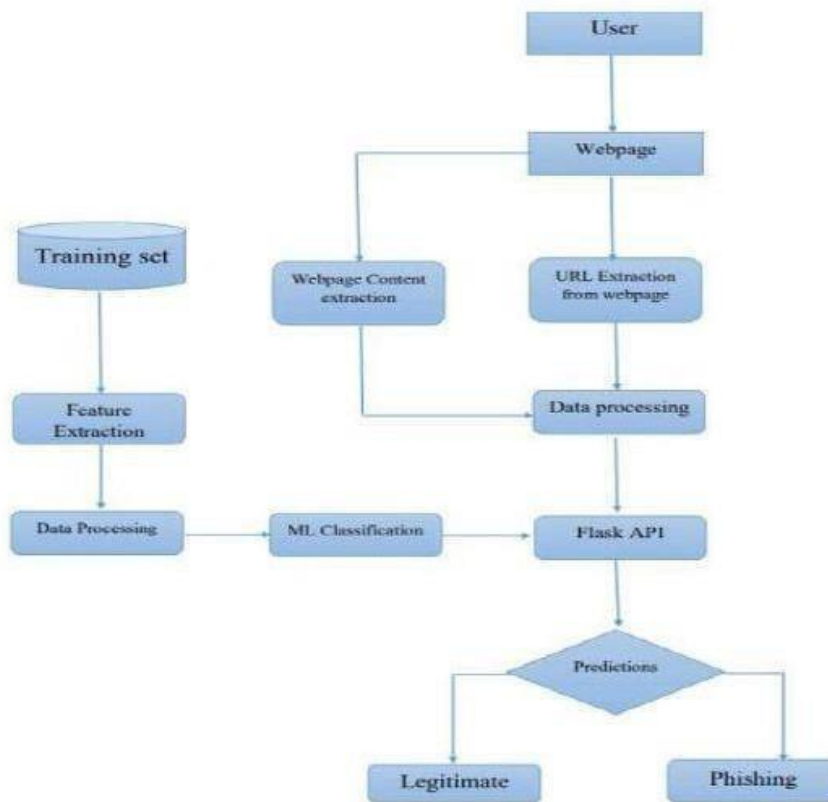 User
Webpage
Training set
Webpage Content
extraction
URL Extraction
from webpage
Feature
Extraction
Data processing
Data Processing
ML Classification
Flask API
Predictions
Legitimate
Phishing